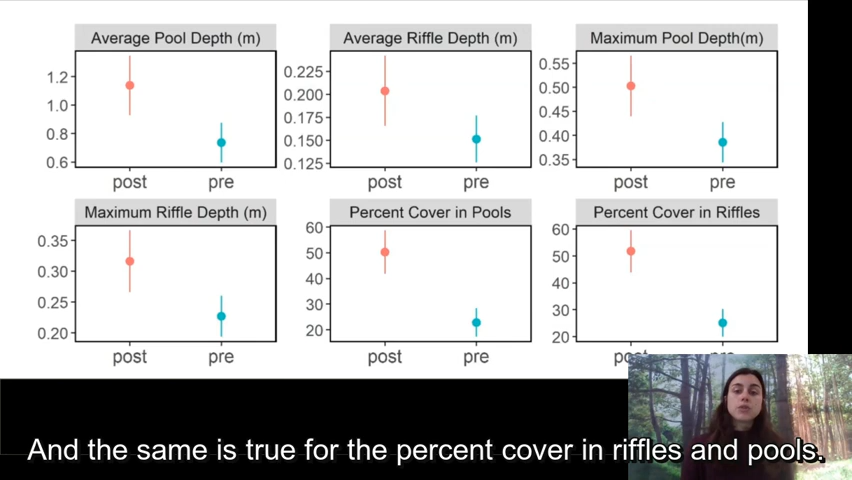 Average Pool Depth (m)
1.2
1.0
0.8
0.6
post pre
Average Riffle Depth (m)
0.225
0.200
0.175
0.150
0.125
post pre
Maximum Pool Depth(m)
0.55
0.50
0.45
0.40
0.35
post pre
Maximum Riffle Depth (m)
0.35
0.30
0.25
0.20
post pre
Percent Cover in Pools
60
50
40
30
20
post pre
Percent Cover in Riffles
60
50
40
30
20
post pre
And the same is true for the percent cover in riffles and pools.